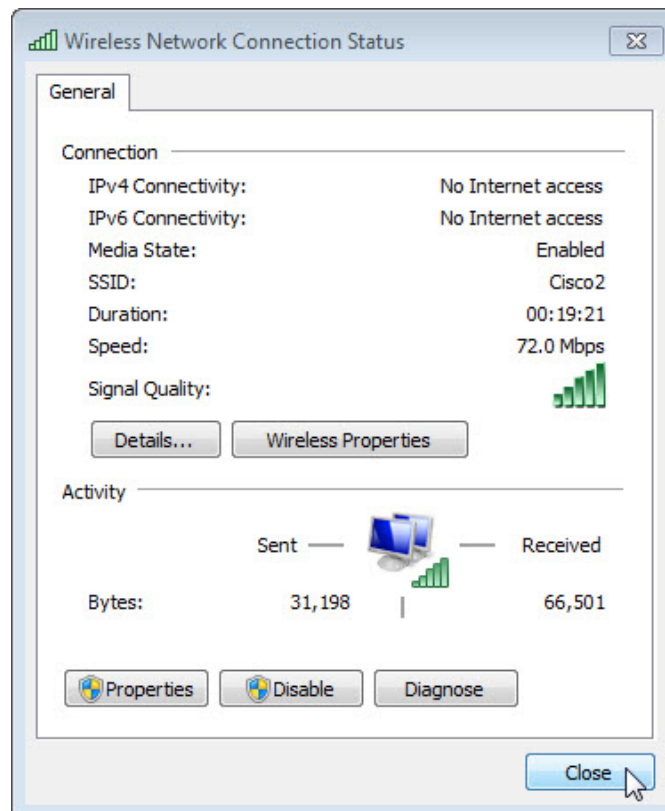 Wireless Network Connection Status
General
Connection
IPv4 Connectivity: No Internet access
IPv6 Connectivity: No Internet access
Media State: Enabled
SSID: Cisco2
Duration: 00:19:21
Speed: 72.0 Mbps
Signal Quality:
Details... Wireless Properties
Activity
Sent Received
Bytes: 31,198 66,501
Properties Disable Diagnose
Close